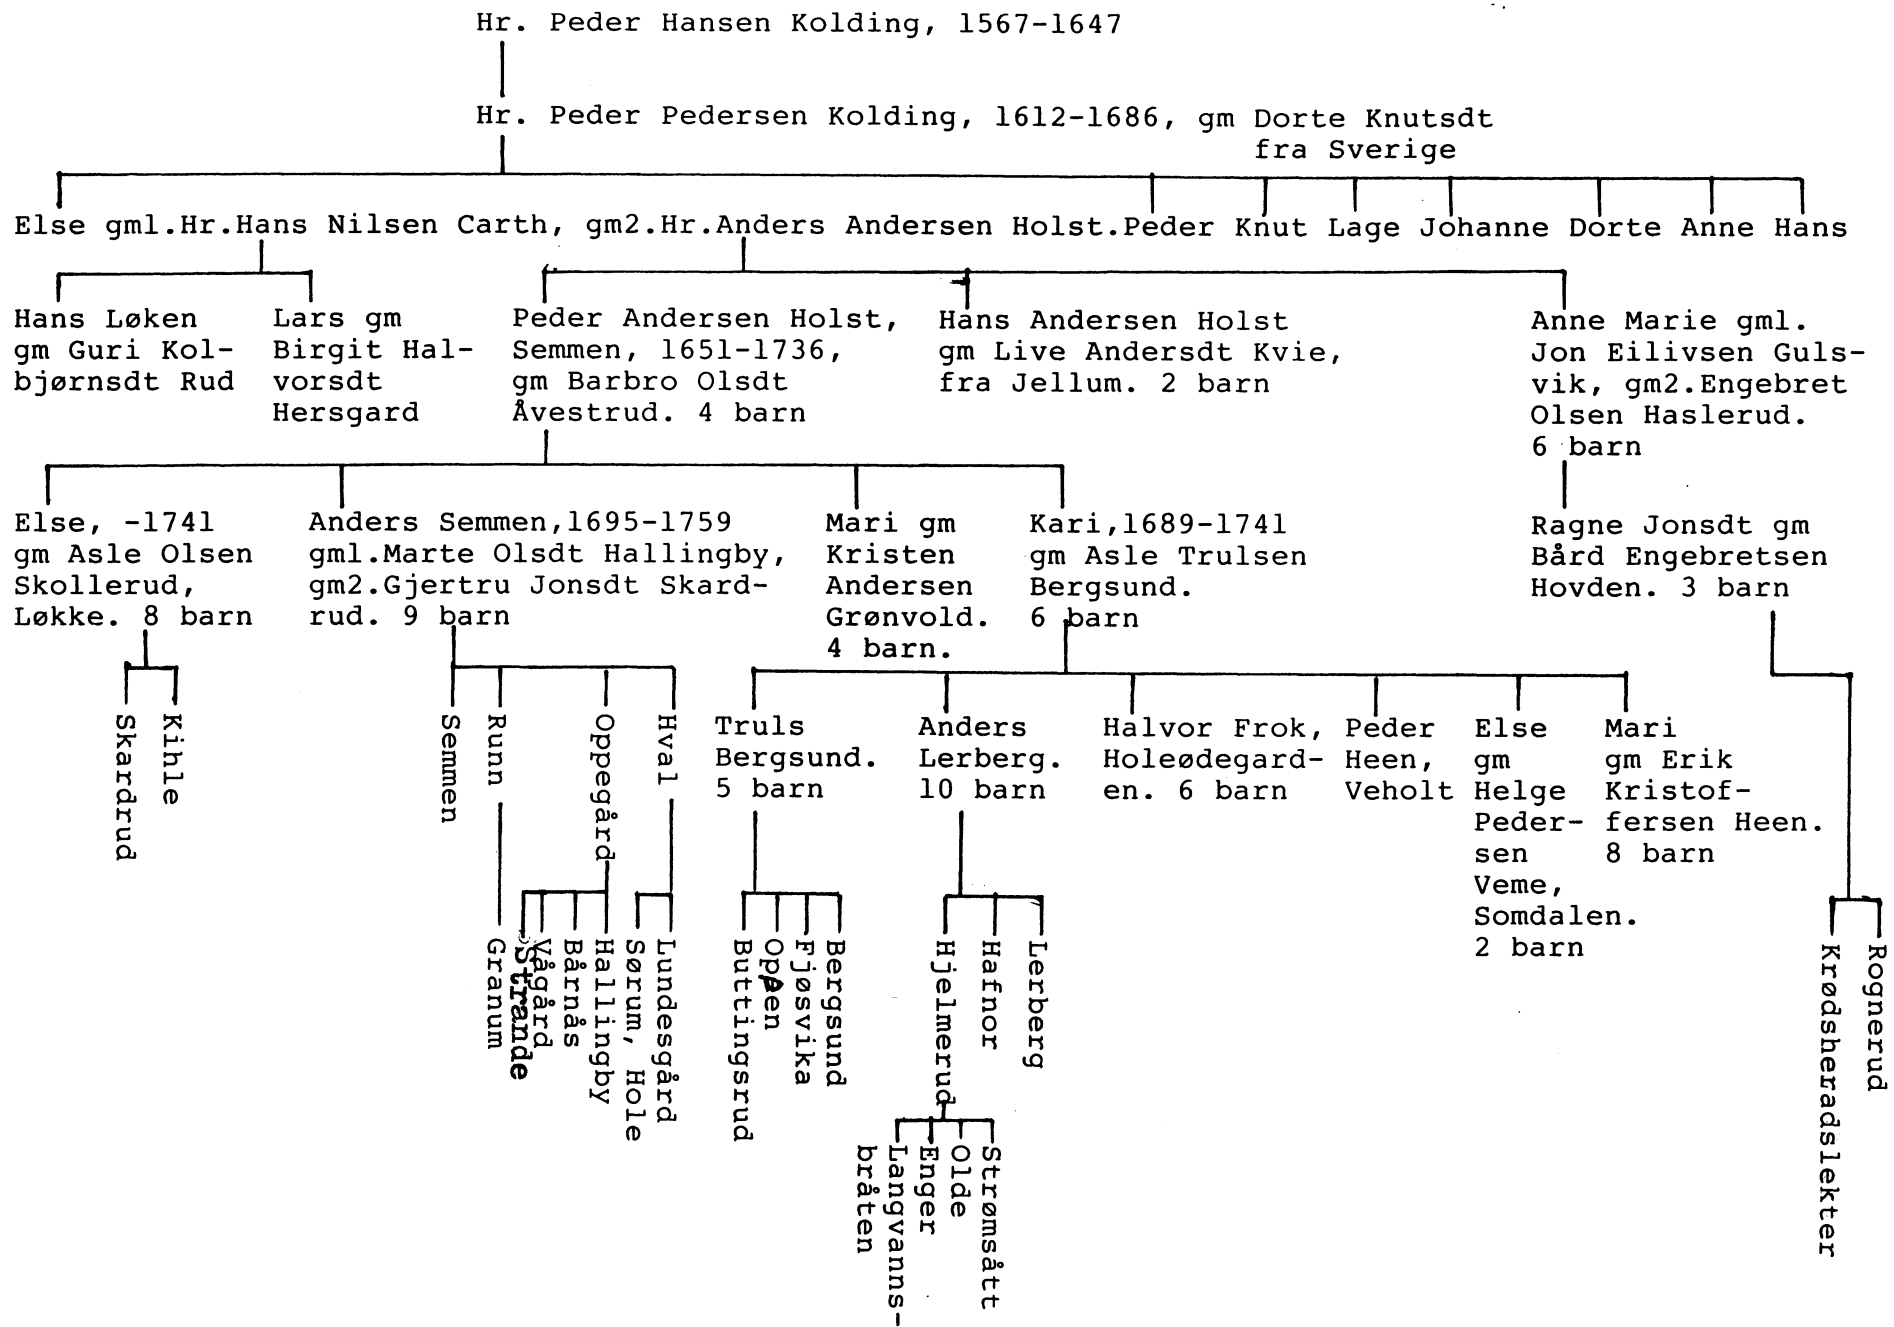 Hr. Peder Hansen Kolding, 1567-1647
Hr. Peder Pedersen Kolding, 1612-1686, gm Dorte Knutsdt
fra Sverige
Else gm1.Hr.Hans Nilsen Carth, gm2.Hr.Anders Andersen Holst.Peder Knut Lage Johanne Dorte Anne Hans
Hans Løken
gm Guri Kol-
bjørnsdt Rud
Lars gm
Birgit Hal-
vorsdt
Hersgard
Peder Andersen Holst,
Semmen, 1651-1736,
gm Barbro Olsdt
Åvestrud. 4 barn
Hans Andersen Holst
gm Live Andersdt Kvie,
fra Jellum. 2 barn
Anne Marie gm1.
Jon Eilivsen Guls-
vik, gm2.Engebret
Olsen Haslerud.
6 barn
Else, -1741
gm Asle Olsen
Skollerud,
Løkke. 8 barn
Anders Semmen,1695-1759
gm1.Marte Olsdt Hallingby,
gm2.Gjertru Jonsdt Skard-
rud. 9 barn
Mari gm
Kristen
Andersen
Grønvold.
4 barn.
Kari,1689-1741
gm Asle Trulsen
Bergsund.
6 barn
Ragne Jonsdt gm
Bård Engebretsen
Hovden. 3 barn
Skardrud
Kihle
Semmen
Runn
Oppegård
Hval
Truls
Bergsund.
5 barn
Anders
Lerberg.
10 barn
Halvor Frok,
Holeødegard-
en. 6 barn
Peder
Heen,
Veholt
Else
gm
Helge
Peder-
sen
Veme,
Somdalen.
2 barn
Mari
gm Erik
Kristof-
fersen Heen.
8 barn
Granum
Strande
Vågård
Bårnås
Hallingby
Sørum, Hole
Lundesgård
Buttingsrud
Oppen
Fjøsvika
Bergsund
Hjelmerud
Hafnor
Lerberg
Krødsheradslekter
Rognerud
Langvanns-
bråten
Enger
Olde
Strømsått